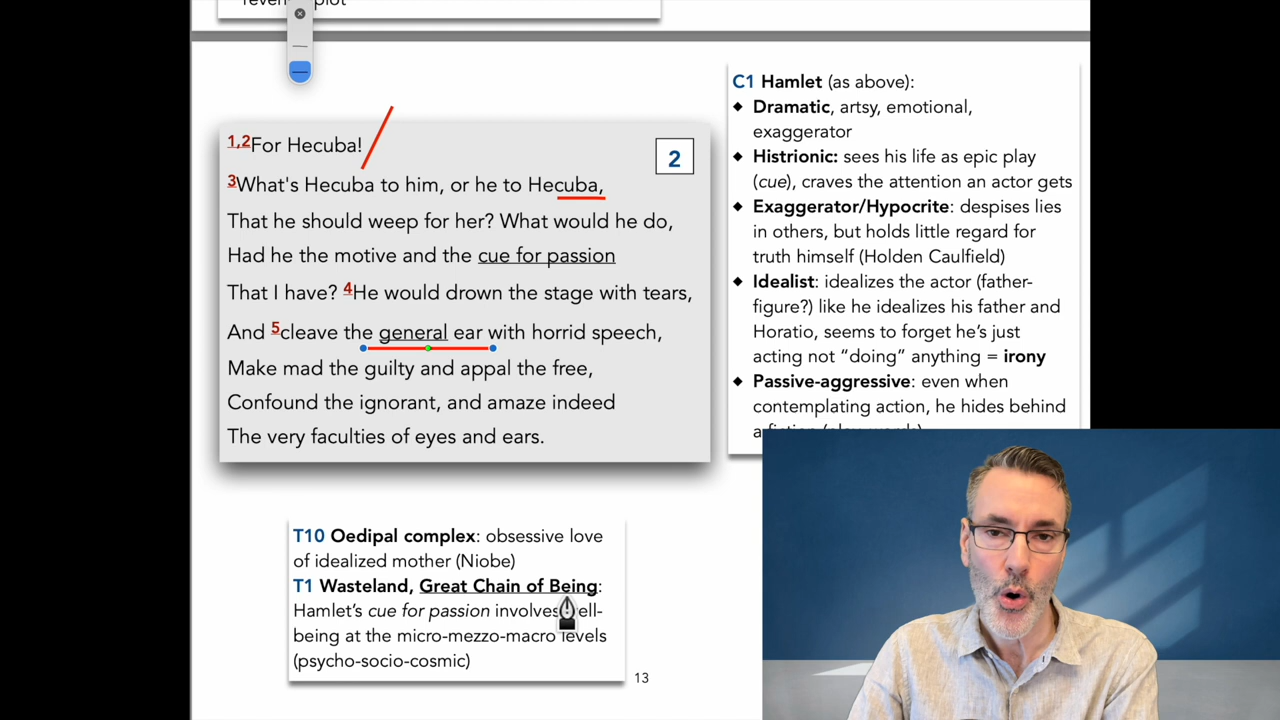 1,2For Hecuba!
2
3What's Hecuba to him, or he to Hecuba,
That he should weep for her? What would he do,
Had he the motive and the cue for passion
That I have? 4He would drown the stage with tears,
And 5cleave the general ear with horrid speech,
Make mad the guilty and appal the free,
Confound the ignorant, and amaze indeed
The very faculties of eyes and ears.
C1 Hamlet (as above):
◆ Dramatic, artsy, emotional,
exaggerator
◆ Histrionic: sees his life as epic play
(cue), craves the attention an actor gets
◆ Exaggerator/Hypocrite: despises lies
in others, but holds little regard for
truth himself (Holden Caulfield)
◆ Idealist: idealizes the actor (father-
figure?) like he idealizes his father and
Horatio, seems to forget he's just
acting not “doing” anything = irony
◆ Passive-aggressive: even when
contemplating action, he hides behind
T10 Oedipal complex: obsessive love
of idealized mother (Niobe)
T1 Wasteland, Great Chain of Being:
Hamlet's cue for passion involves
being at the micro-mezzo-macro levels
(psycho-socio-cosmic)
13